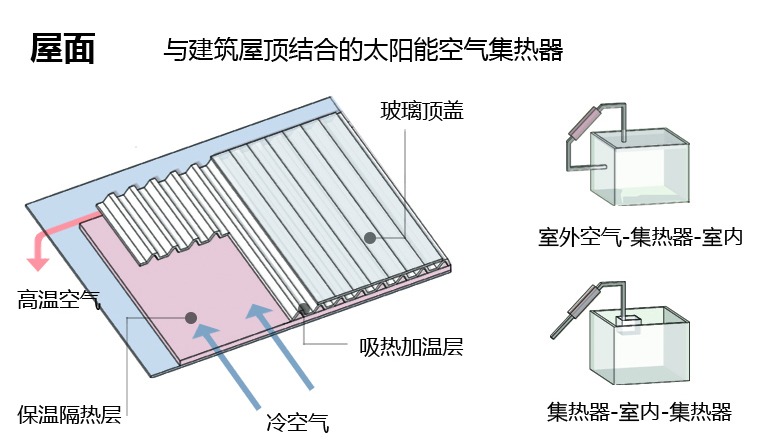 屋面
与建筑屋顶结合的太阳能空气集热器
玻璃顶盖
高温空气
吸热加温层
保温隔热层
冷空气
室外空气-集热器-室内
集热器-室内-集热器